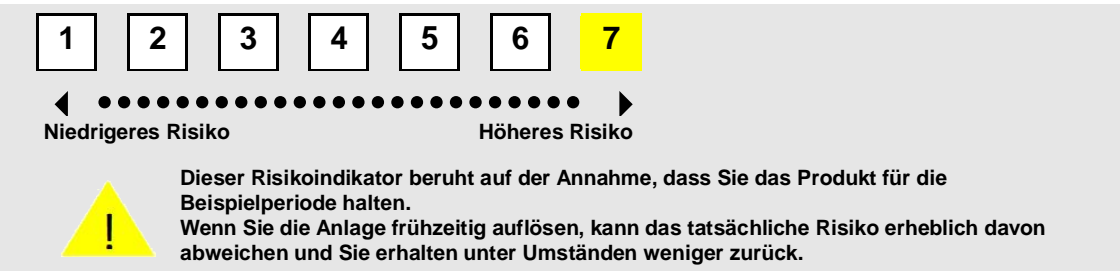 1 2 3 4 5 6 7
Niedrigeres Risiko Höheres Risiko
Dieser Risikoindikator beruht auf der Annahme, dass Sie das Produkt für die
Beispielperiode halten.
Wenn Sie die Anlage frühzeitig auflösen, kann das tatsächliche Risiko erheblich davon
abweichen und Sie erhalten unter Umständen weniger zurück.
!